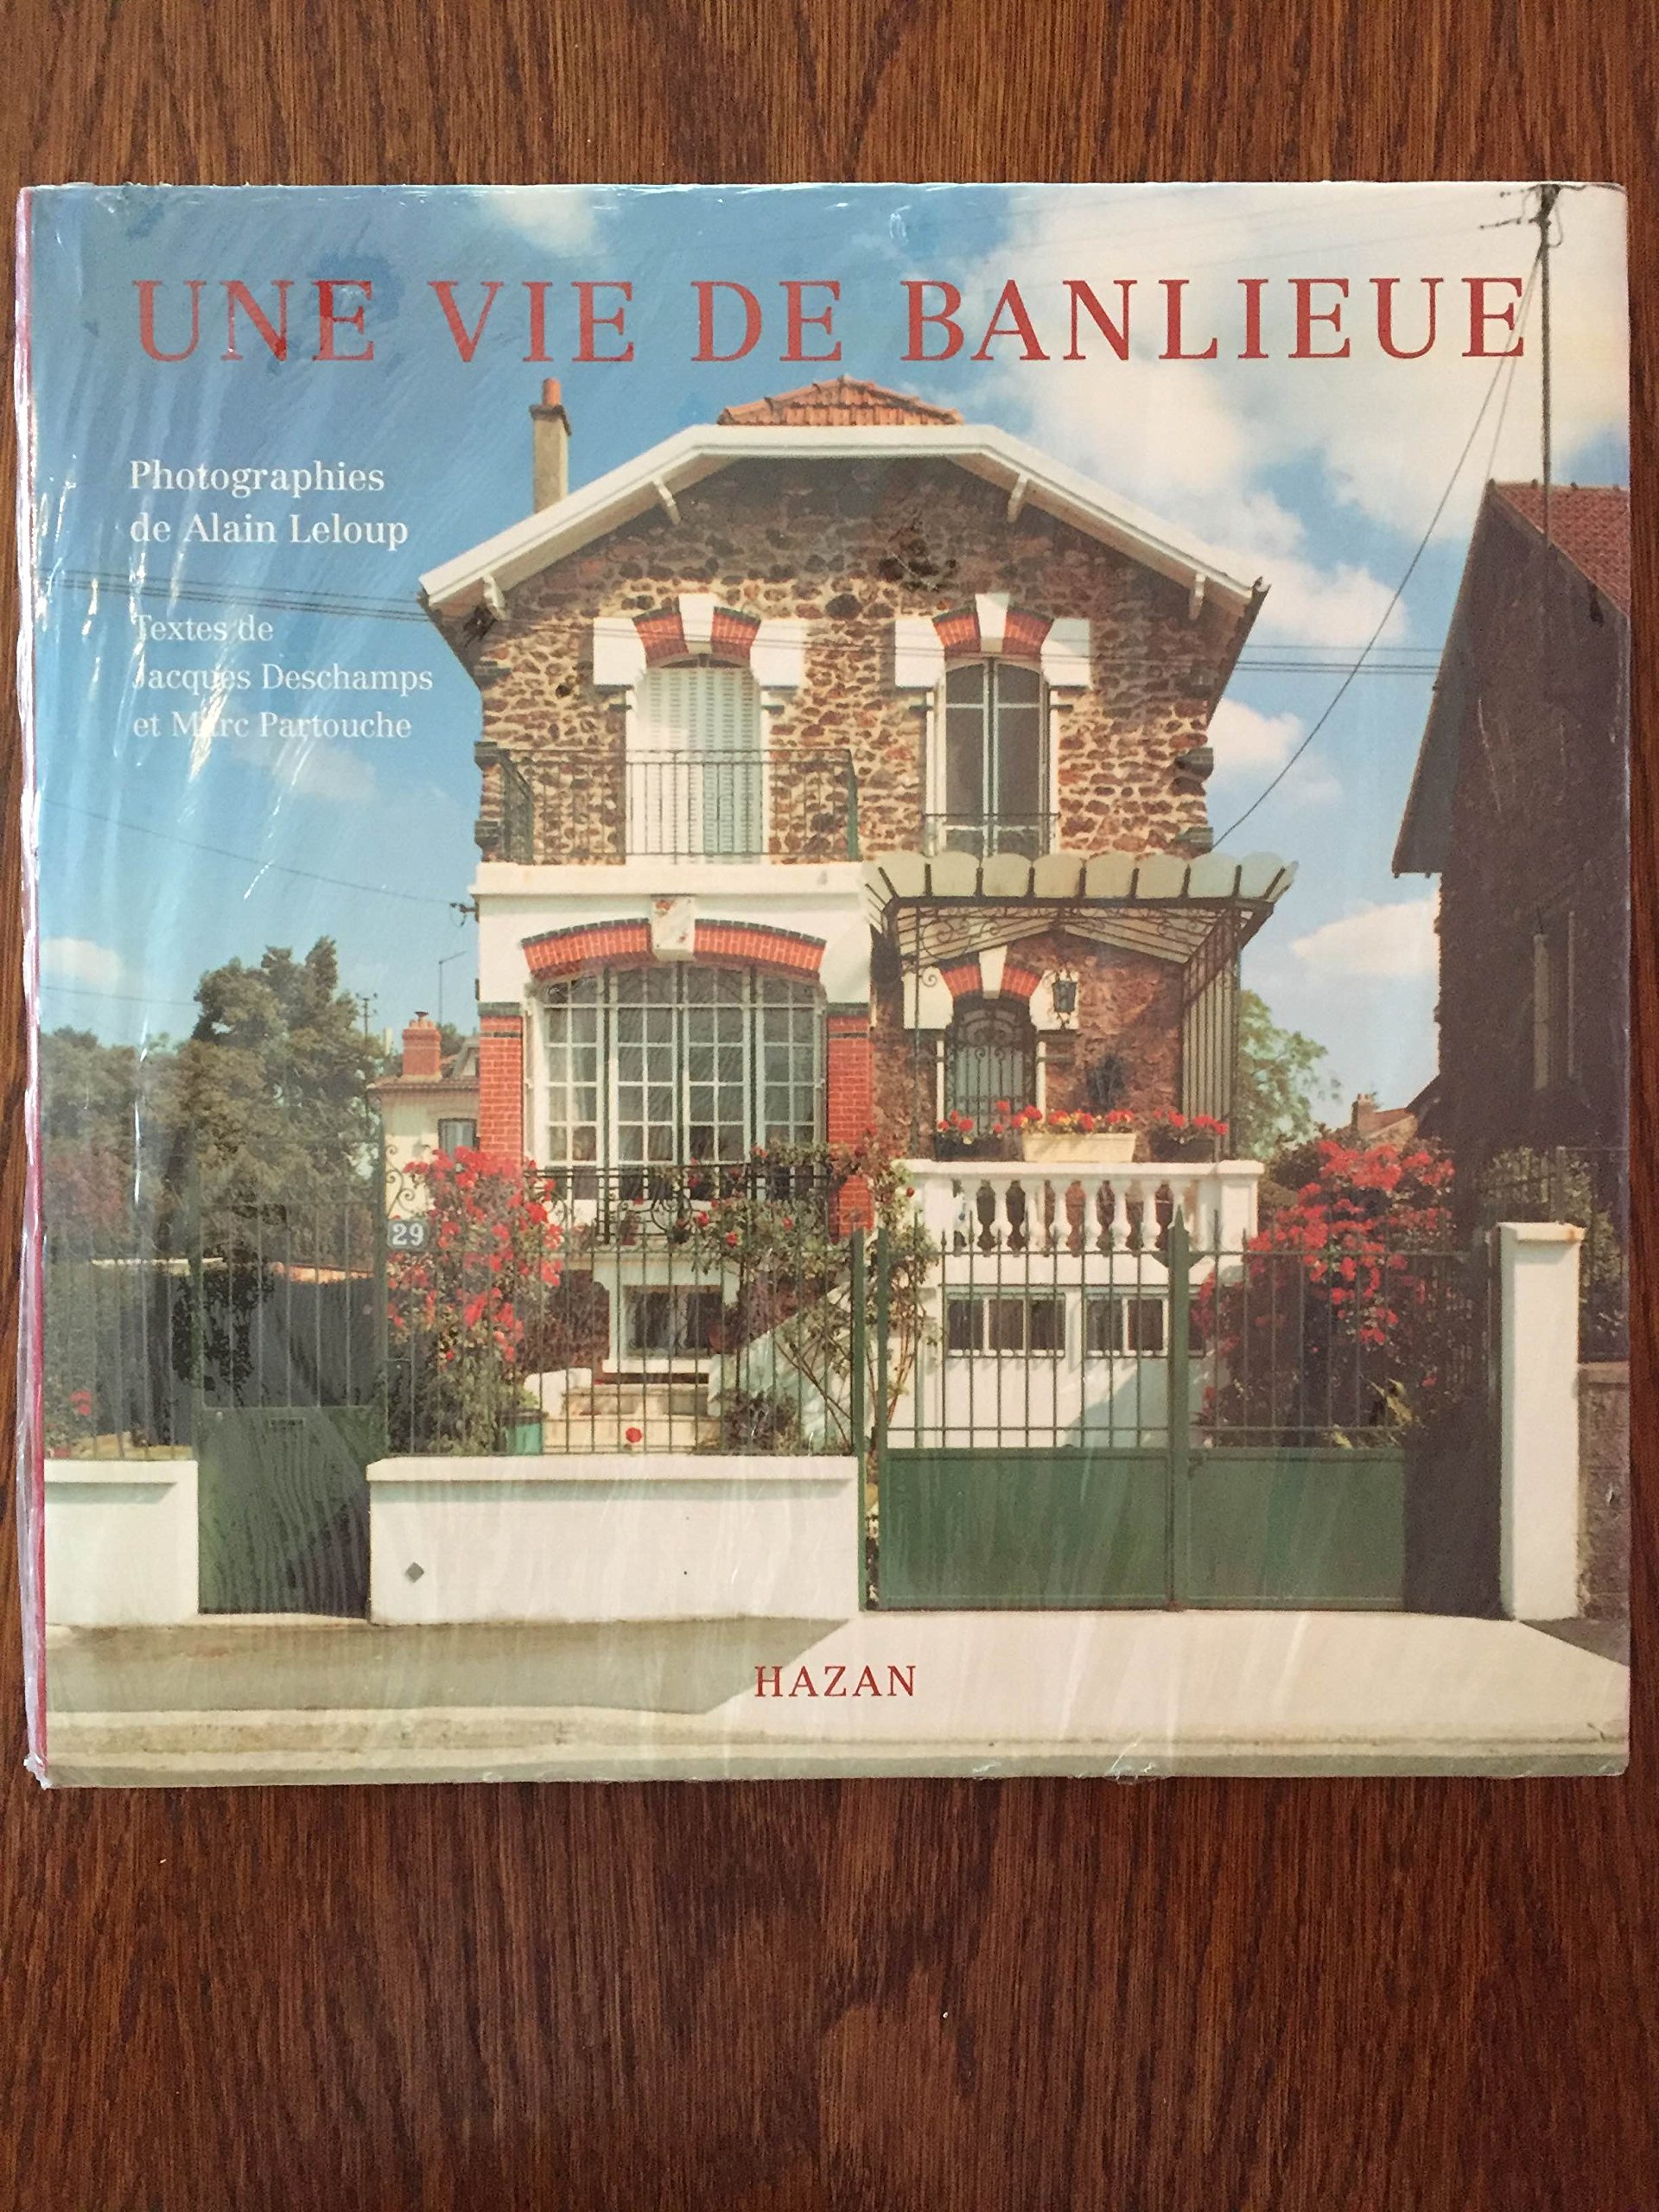 UNE VIE DE BANLIEUE
Photographies
de Alain Leloup
Textes de
Jacques Deschamps
et Marc Partouche
29
HAZAN